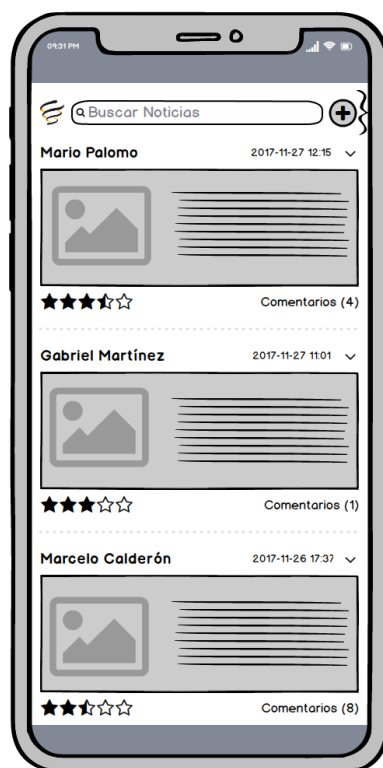 09:31 PM
Buscar Noticias
Mario Palomo 2017-11-27 12:15
Comentarios (4)
Gabriel Martínez 2017-11-27 11:01
Comentarios (1)
Marcelo Calderón 2017-11-26 17:37
Comentarios (8)